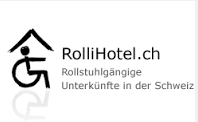 RolliHotel.ch
Rollstuhlgängige
Unterkünfte in der Schweiz